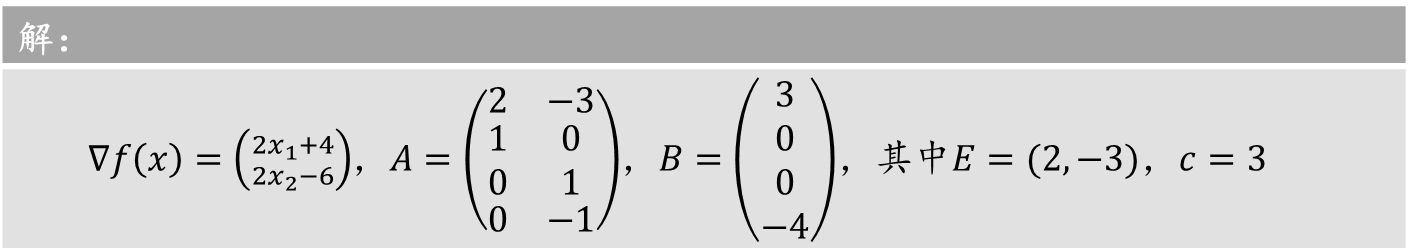 解：
∇f(x) = (2x₁+4 2x₂−6), A = (2 −3 1 0 0 1 0 −1), B = (3 0 0 −4), 其中E = (2, −3), c = 3